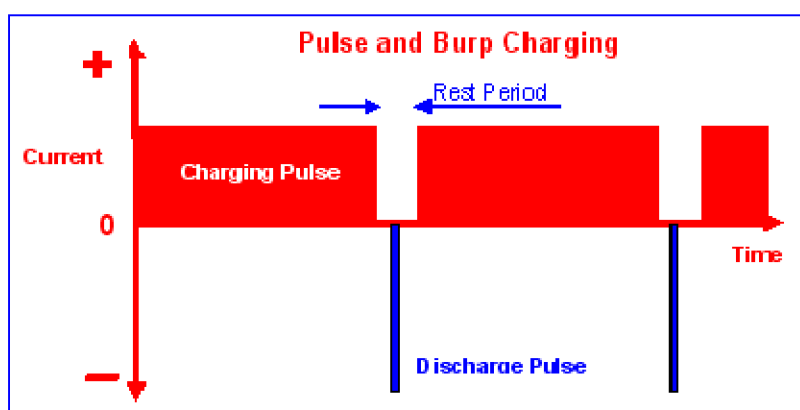 Pulse and Burp Charging
+
Rest Period
Current
Charging Pulse
0
Time
Discharge Pulse
−